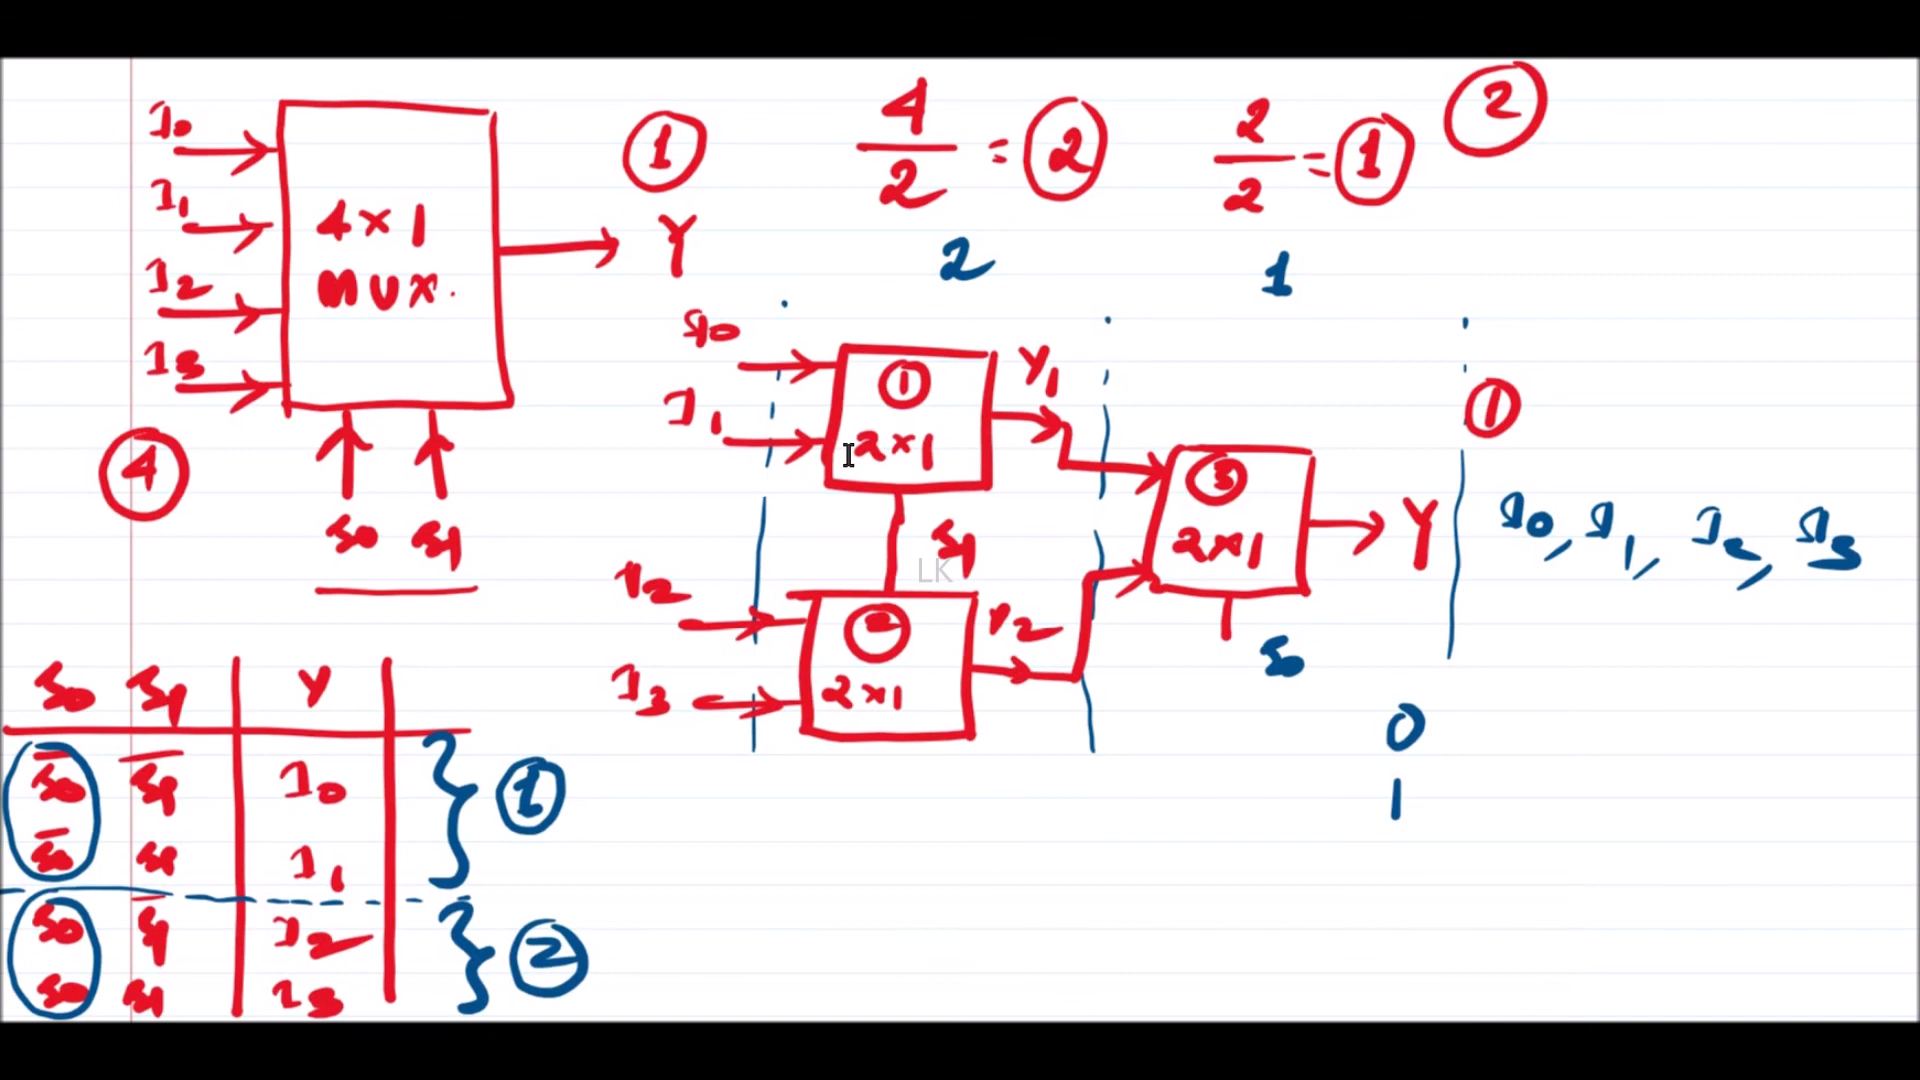 I0
I1
I2
I3
4×1
MUX.
Y
1
4
S0 S1
4/2 = 2
2/2 = 1
2
2
1
I0
I1
1
2×1
Y1
S1
LK
I2
I3
2
2×1
Y2
3
2×1
Y
S0
1
I0, I1, I2, I3
0
1
S0 S1 Y
S̅0 S̅1 I0
S̅0 S1 I1
1
S0 S̅1 I2
S0 S1 I3
2